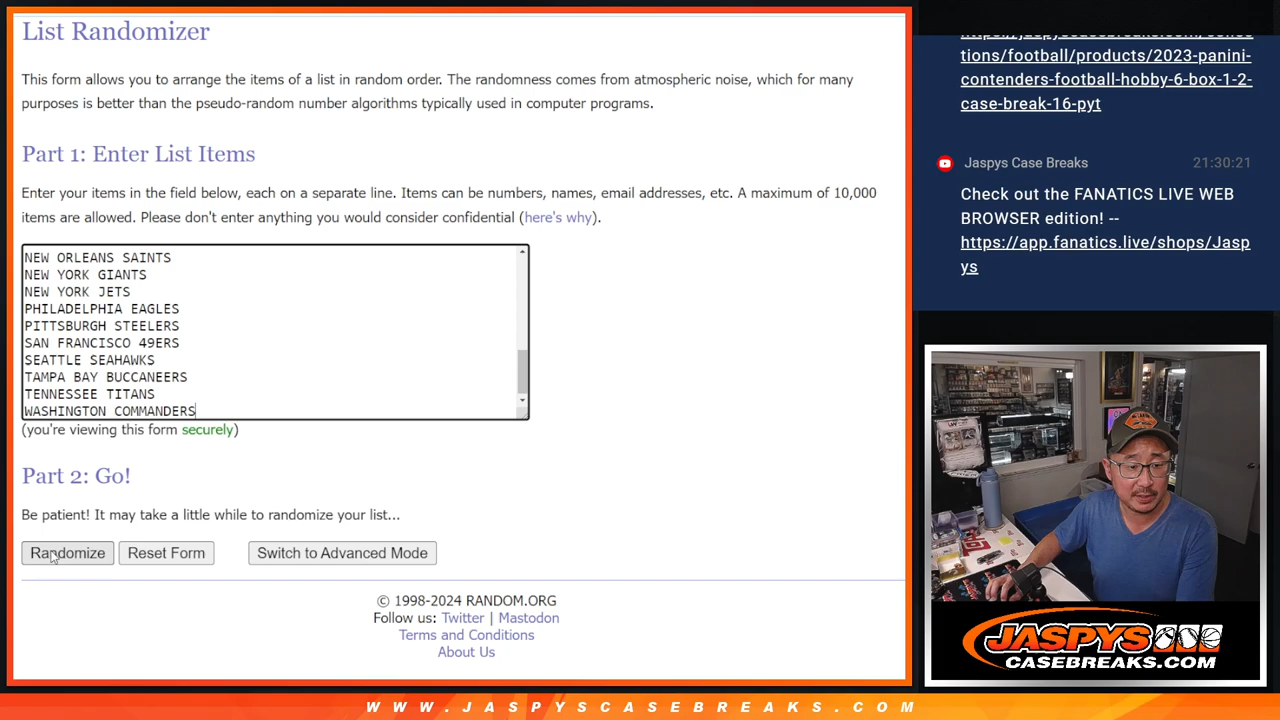 List Randomizer
This form allows you to arrange the items of a list in random order. The randomness comes from atmospheric noise, which for many
purposes is better than the pseudo-random number algorithms typically used in computer programs.
Part 1: Enter List Items
Enter your items in the field below, each on a separate line. Items can be numbers, names, email addresses, etc. A maximum of 10,000
items are allowed. Please don't enter anything you would consider confidential (here's why).
NEW ORLEANS SAINTS
NEW YORK GIANTS
NEW YORK JETS
PHILADELPHIA EAGLES
PITTSBURGH STEELERS
SAN FRANCISCO 49ERS
SEATTLE SEAHAWKS
TAMPA BAY BUCCANEERS
TENNESSEE TITANS
WASHINGTON COMMANDERS
(you're viewing this form securely)
Part 2: Go!
Be patient! It may take a little while to randomize your list...
Randomize Reset Form Switch to Advanced Mode
© 1998-2024 RANDOM.ORG
Follow us: Twitter | Mastodon
Terms and Conditions
About Us
tions/football/products/2023-panini-
contenders-football-hobby-6-box-1-2-
case-break-16-pyt
Jaspys Case Breaks 21:30:21
Check out the FANATICS LIVE WEB
BROWSER edition! --
https://app.fanatics.live/shops/Jasp
ys
JASPYS
CASEBREAKS.COM
WWW.JASPYSCASEBREAKS.COM